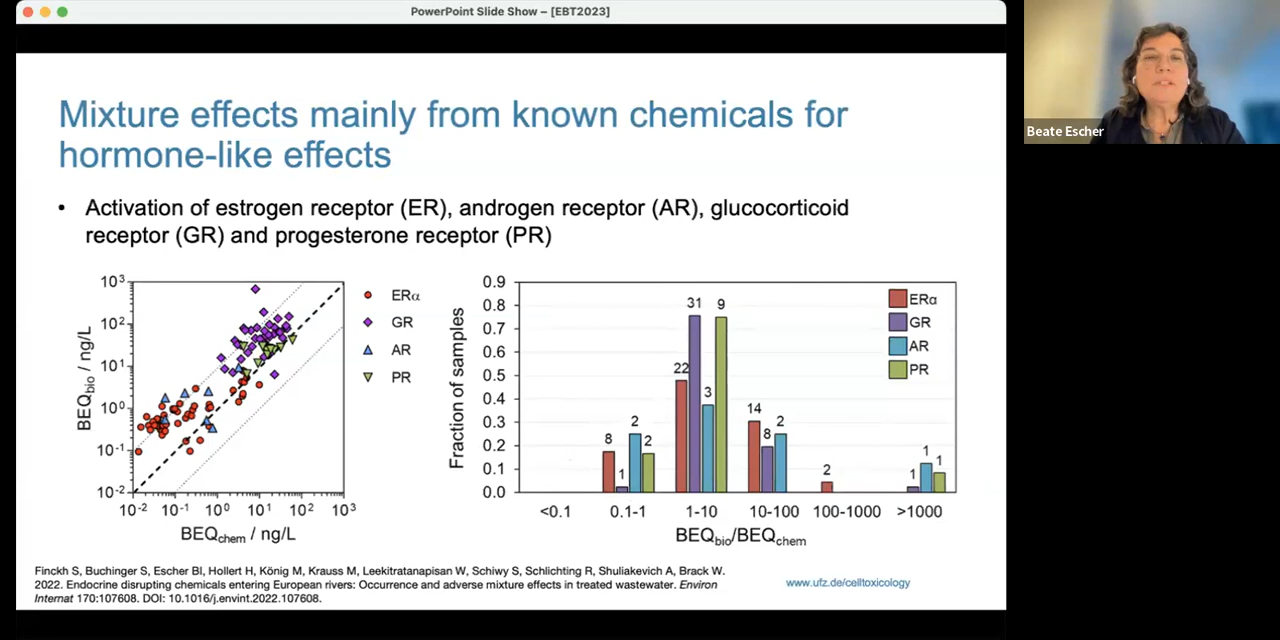 PowerPoint Slide Show – [EBT2023]
Beate Escher
Mixture effects mainly from known chemicals for
hormone-like effects
• Activation of estrogen receptor (ER), androgen receptor (AR), glucocorticoid
receptor (GR) and progesterone receptor (PR)
BEQbio / ng/L
10³
10²
10¹
10⁰
10⁻¹
10⁻²
10⁻² 10⁻¹ 10⁰ 10¹ 10² 10³
BEQchem / ng/L
ERα
GR
AR
PR
Fraction of samples
0.9
0.8
0.7
0.6
0.5
0.4
0.3
0.2
0.1
0.0
8 1 2 2
22 31 3 9
14 8 2
2
1 1 1
<0.1 0.1-1 1-10 10-100 100-1000 >1000
BEQbio/BEQchem
ERα
GR
AR
PR
Finckh S, Buchinger S, Escher BI, Hollert H, König M, Krauss M, Leekitratanapisan W, Schiwy S, Schlichting R, Shuliakevich A, Brack W.
2022. Endocrine disrupting chemicals entering European rivers: Occurrence and adverse mixture effects in treated wastewater. Environ
Internat 170:107608. DOI: 10.1016/j.envint.2022.107608.
www.ufz.de/celltoxicology